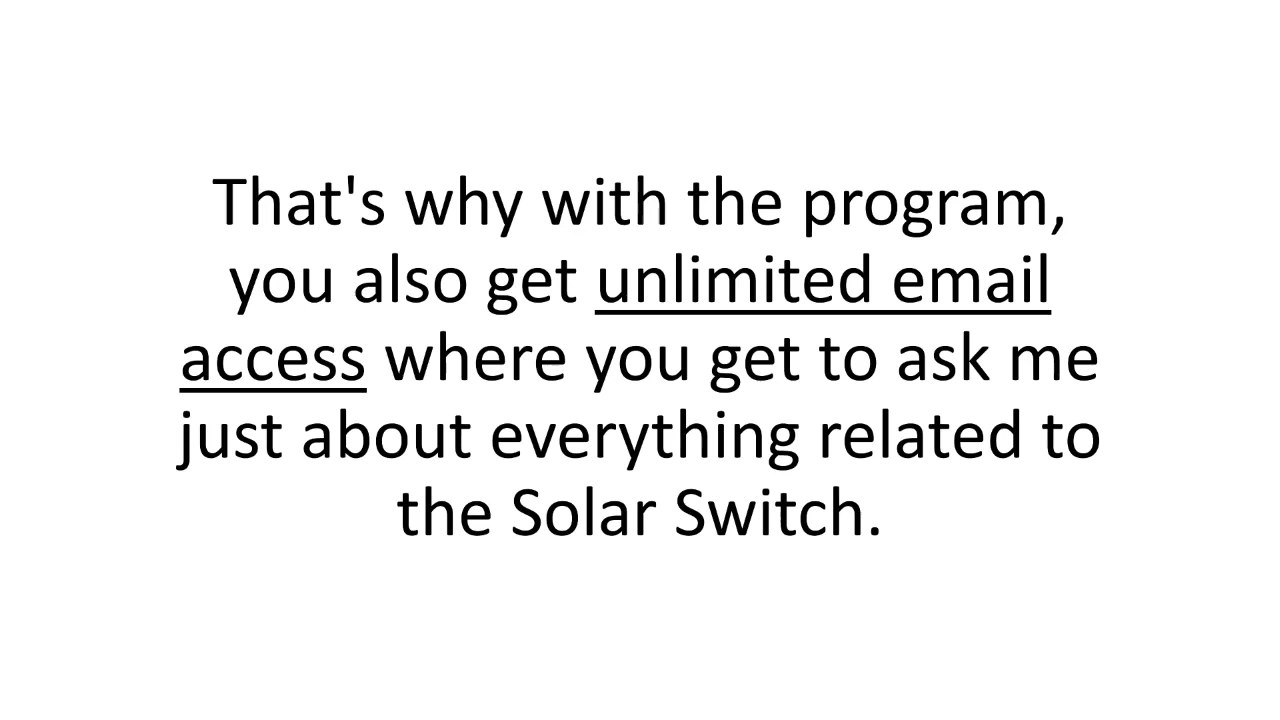 That's why with the program,
you also get unlimited email
access where you get to ask me
just about everything related to
the Solar Switch.